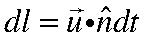 dl = u⃗•n̂dt